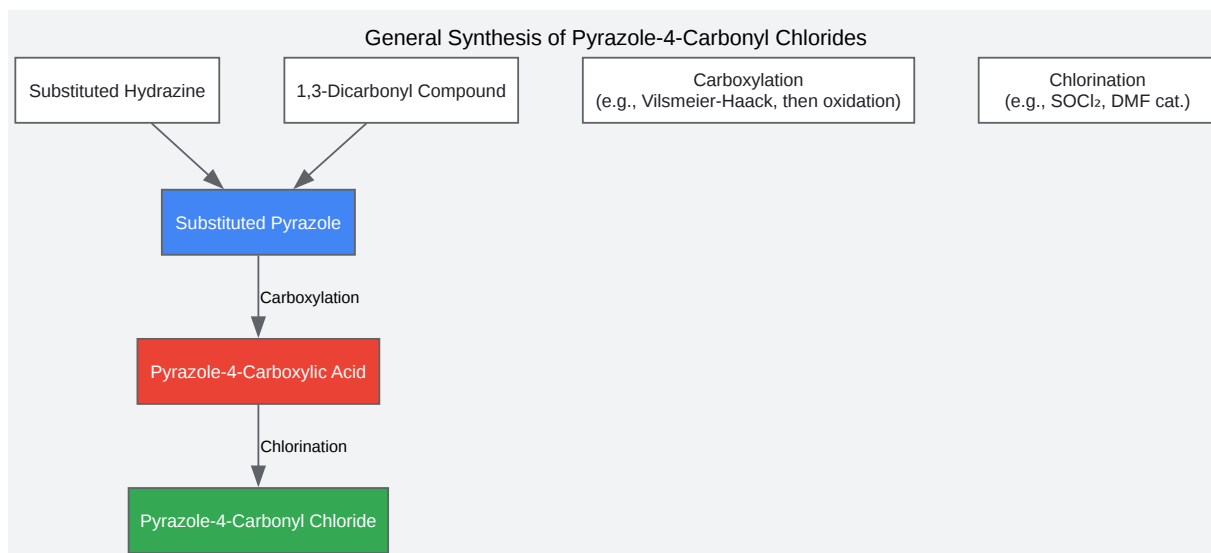 General Synthesis of Pyrazole-4-Carbonyl Chlorides
Substituted Hydrazine
1,3-Dicarbonyl Compound
Carboxylation
(e.g., Vilsmeier-Haack, then oxidation)
Chlorination
(e.g., SOCl₂, DMF cat.)
Substituted Pyrazole
Carboxylation
Pyrazole-4-Carboxylic Acid
Chlorination
Pyrazole-4-Carbonyl Chloride